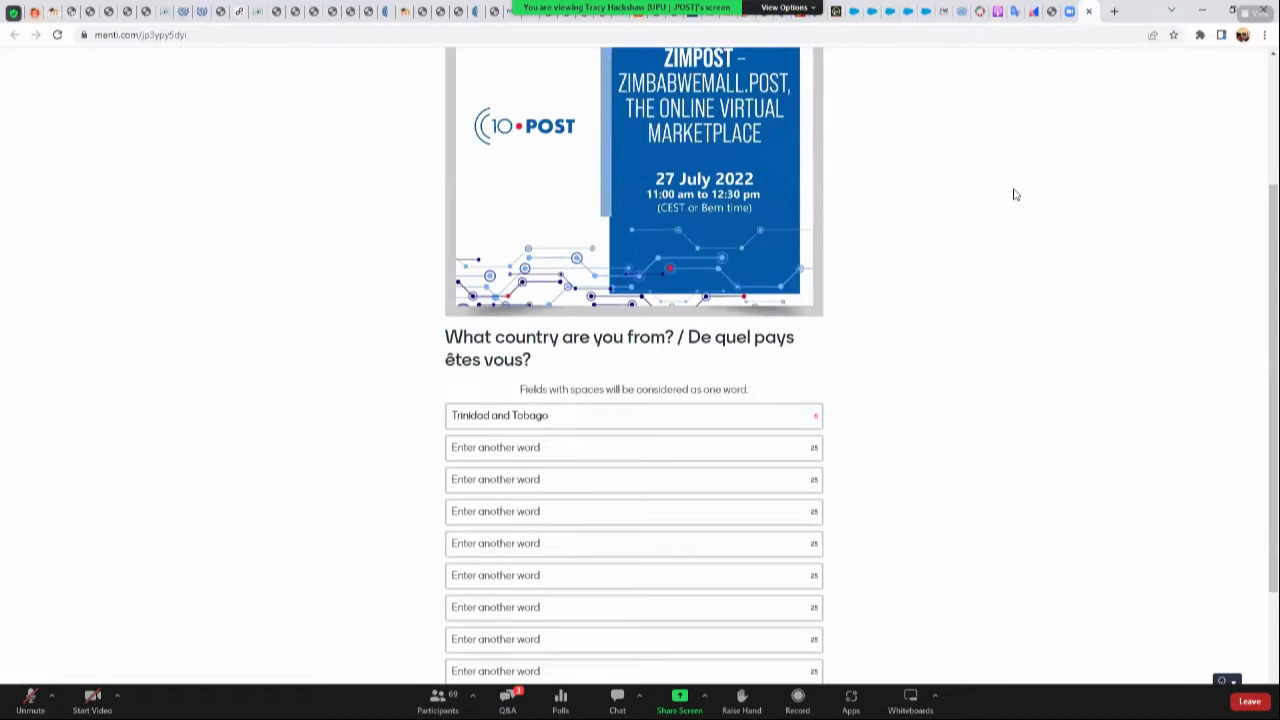 You are viewing Tracy Hackshaw (UPU | .POST)'s screen
View Options
View
menti.com/jp3ypy5dyi
ZIMPOST –
ZIMBABWEMALL.POST,
THE ONLINE VIRTUAL
MARKETPLACE
10•POST
27 July 2022
11:00 am to 12:30 pm
(CEST or Bern time)
What country are you from? / De quel pays
êtes vous?
Fields with spaces will be considered as one word.
Trinidad and Tobago 6
Enter another word 25
Enter another word 25
Enter another word 25
Enter another word 25
Enter another word 25
Enter another word 25
Enter another word 25
Enter another word 25
69
3
Unmute
Start Video
Participants
Q&A
Polls
Chat
Share Screen
Raise Hand
Record
Apps
Whiteboards
Leave